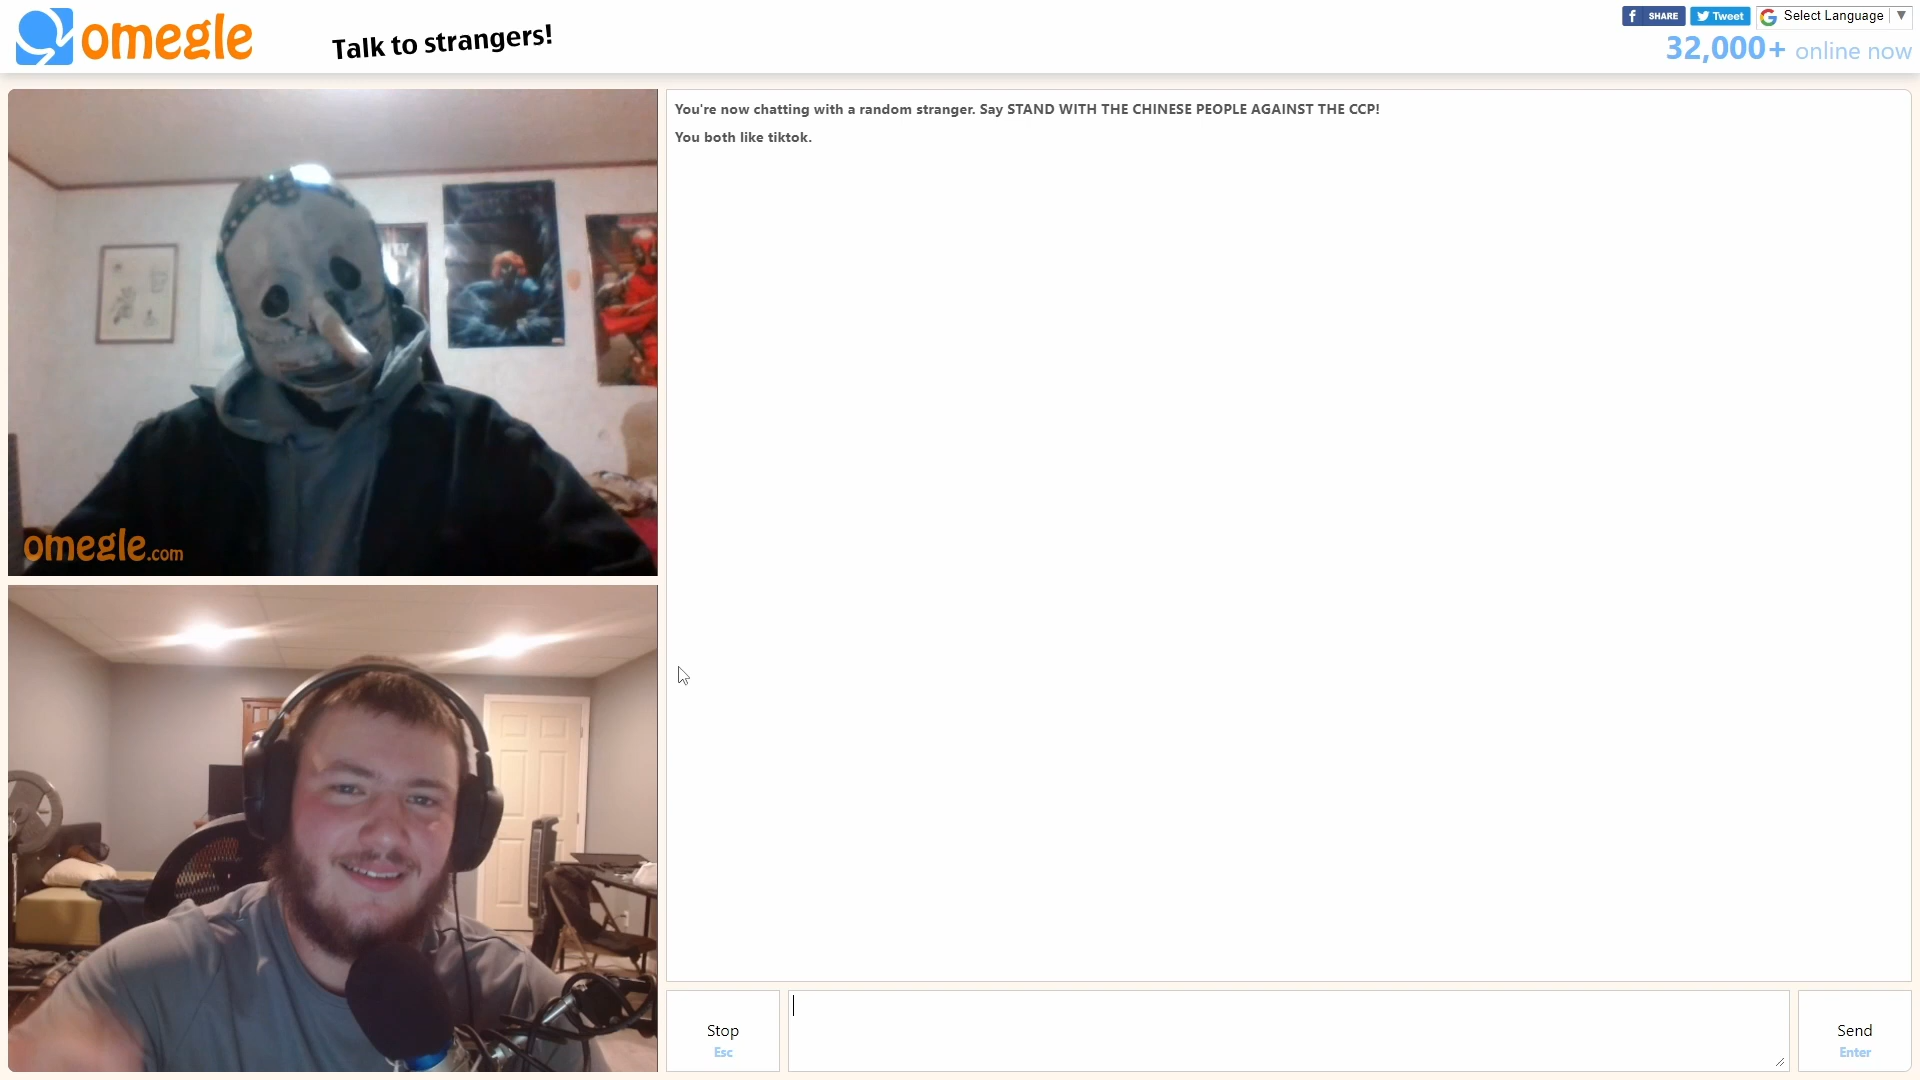 omegle
Talk to strangers!
SHARE
Tweet
Select Language
32,000+ online now
You're now chatting with a random stranger. Say STAND WITH THE CHINESE PEOPLE AGAINST THE CCP!
You both like tiktok.
omegle.com
Stop
Esc
Send
Enter